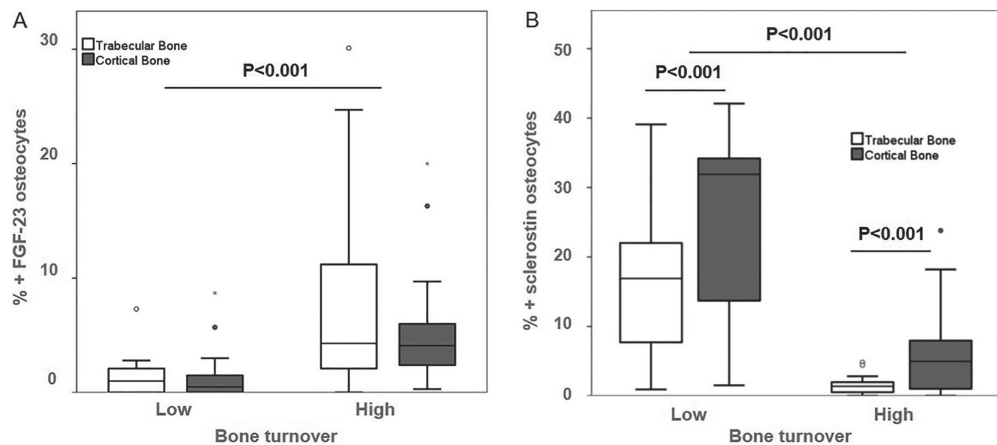 A
30
Trabecular Bone
Cortical Bone
P<0.001
20
10
0
% + FGF-23 osteocytes
Low
High
Bone turnover
B
50
P<0.001
P<0.001
40
Trabecular Bone
Cortical Bone
30
P<0.001
20
10
0
% + sclerostin osteocytes
Low
High
Bone turnover